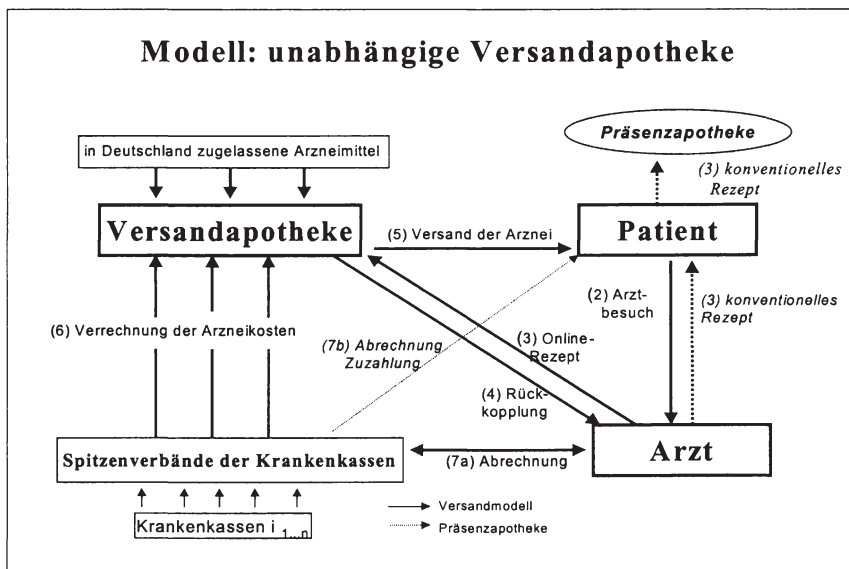 Modell: unabhängige Versandapotheke
Präsenzapotheke
in Deutschland zugelassene Arzneimittel
(3) konventionelles
Rezept
Versandapotheke
(5) Versand der Arznei
Patient
(2) Arzt-
besuch
(3) konventionelles
Rezept
(6) Verrechnung der Arzneikosten
(7b) Abrechnung
Zuzahlung
(3) Online-
Rezept
(4) Rück-
kopplung
Spitzenverbände der Krankenkassen
(7a) Abrechnung
Arzt
Krankenkassen i 1...n
Versandmodell
Präsenzapotheke